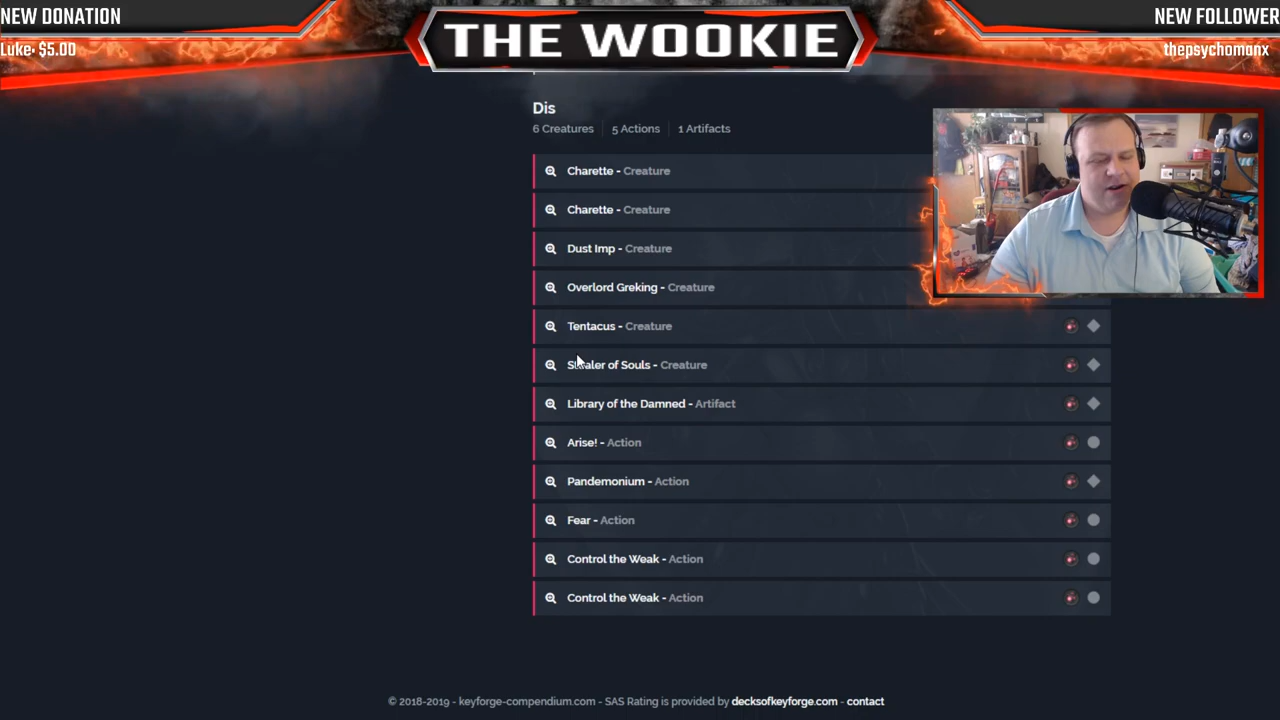 NEW DONATION
THE WOOKIE
NEW FOLLOWER
Luke• $5.00
thepsychomanx
Dis
6 Creatures 5 Actions 1 Artifacts
Charette - Creature
Charette - Creature
Dust Imp - Creature
Overlord Greking - Creature
Tentacus - Creature
Stealer of Souls - Creature
Library of the Damned - Artifact
Arise! - Action
Pandemonium - Action
Fear - Action
Control the Weak - Action
Control the Weak - Action
© 2018-2019 - keyforge-compendium.com - SAS Rating is provided by decksofkeyforge.com - contact